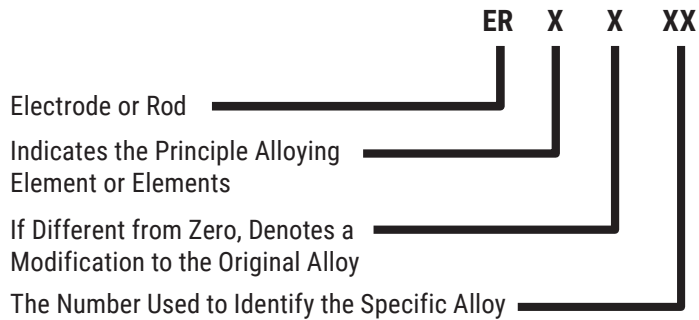 ER X X XX
Electrode or Rod
Indicates the Principle Alloying
Element or Elements
If Different from Zero, Denotes a
Modification to the Original Alloy
The Number Used to Identify the Specific Alloy